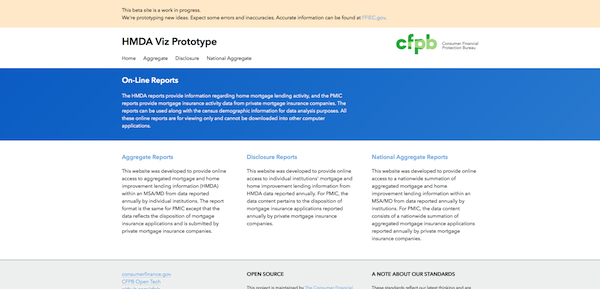 This beta site is a work in progress.
We're prototyping new ideas. Expect some errors and inaccuracies. Accurate information can be found at FFIEC.gov.
HMDA Viz Prototype
cfpb
Consumer Financial
Protection Bureau
Home Aggregate Disclosure National Aggregate
On-Line Reports
The HMDA reports provide information regarding home mortgage lending activity, and the PMIC
reports provide mortgage insurance activity data from private mortgage insurance companies. The
reports can be used along with the census demographic information for data analysis purposes. All
these online reports are for viewing only and cannot be downloaded into other computer
applications.
Aggregate Reports
This website was developed to provide online
access to aggregated mortgage and home
improvement lending information (HMDA)
within an MSA/MD from data reported
annually by individual institutions. The report
format is the same for PMIC except that the
data reflects the disposition of mortgage
insurance applications and is submitted by
private mortgage insurance companies.
Disclosure Reports
This website was developed to provide online
access to individual institutions' mortgage and
home improvement lending information from
HMDA data reported annually. For PMIC, the
data content pertains to the disposition of
mortgage insurance applications reported
annually by private mortgage insurance
companies.
National Aggregate Reports
This website was developed to provide online
access to a nationwide summation of
aggregated mortgage and home
improvement lending information within an
MSA/MD from data reported annually by
individual institutions. For PMIC, the data
content consists of a nationwide summation of
aggregated mortgage insurance applications
reported annually by private mortgage
insurance companies.
consumerfinance.gov
CFPB Open Tech
OPEN SOURCE
This project is maintained by The Consumer Financial
A NOTE ABOUT OUR STANDARDS
These standards reflect our latest thinking and are